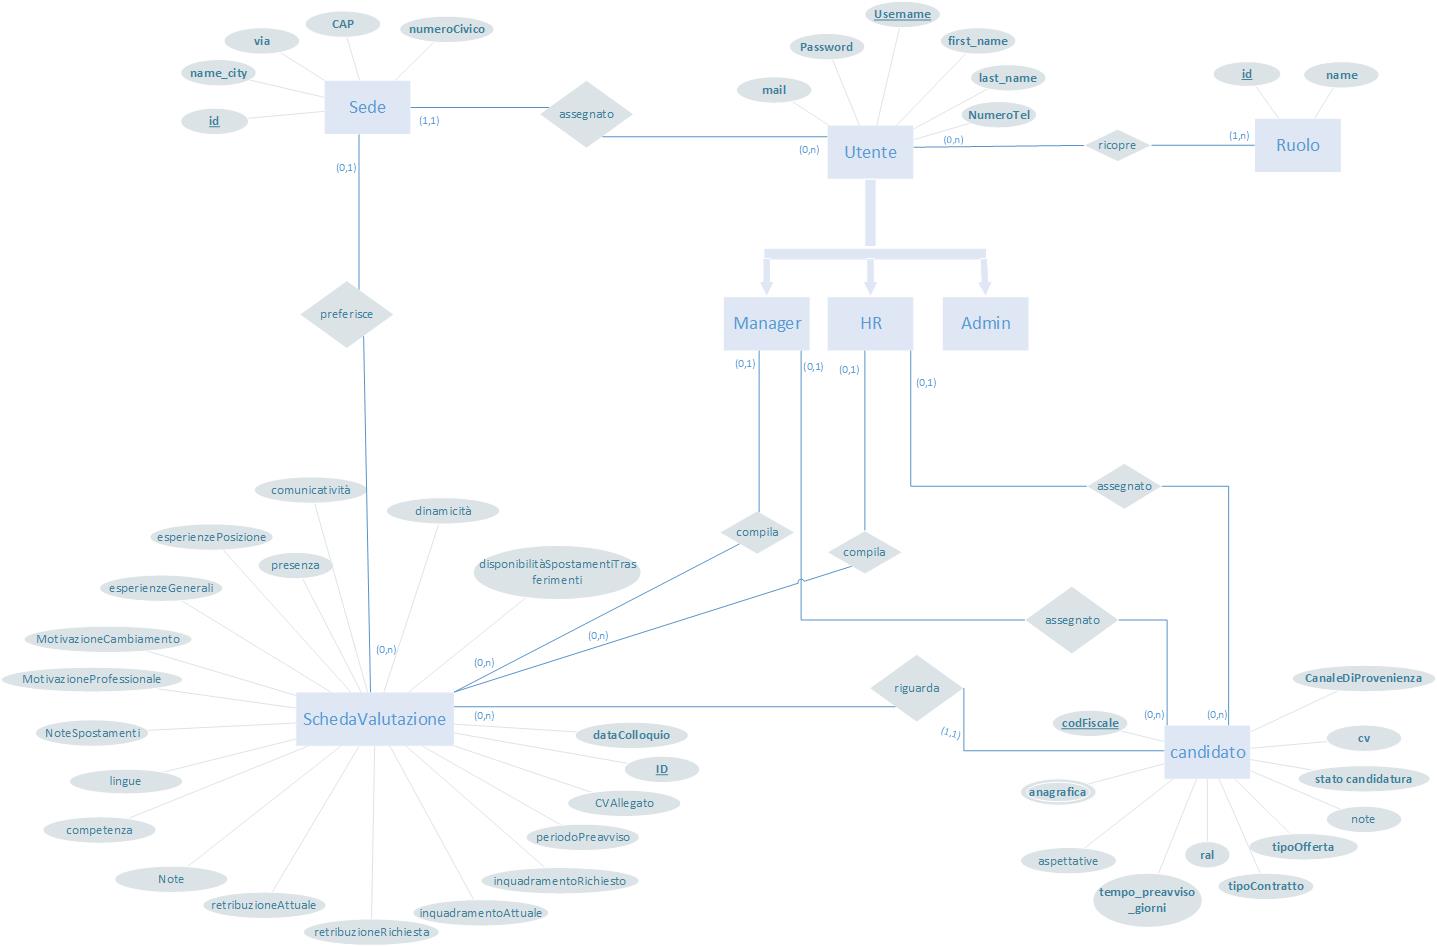 CAP
numeroCivico
via
name_city
Sede
id
(1,1)
assegnato
Username
Password
first_name
mail
last_name
NumeroTel
Utente
(0,n)
(0,n)
ricopre
(1,n)
id
name
Ruolo
(0,1)
preferisce
Manager
HR
Admin
(0,1)
(0,1)
(0,1)
(0,1)
assegnato
compila
compila
assegnato
comunicatività
dinamicità
esperienzePosizione
presenza
disponibilitàSpostamentiTras
ferimenti
esperienzeGenerali
MotivazioneCambiamento
MotivazioneProfessionale
(0,n)
(0,n)
(0,n)
SchedaValutazione
(0,n)
riguarda
(1,1)
NoteSpostamenti
lingue
competenza
Note
retribuzioneAttuale
retribuzioneRichiesta
inquadramentoAttuale
inquadramentoRichiesto
periodoPreavviso
CVAllegato
ID
dataColloquio
(0,n)
(0,n)
candidato
codFiscale
CanaleDiProvenienza
cv
stato candidatura
anagrafica
note
tipoOfferta
aspettative
ral
tipoContratto
tempo_preavviso
_giorni